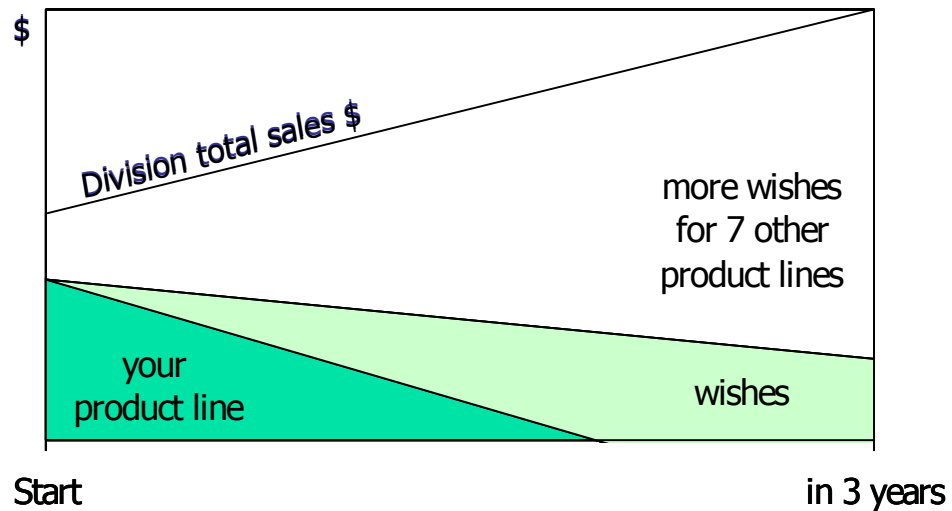 $
Division total sales $
more wishes
for 7 other
product lines
your
product line
wishes
Start
in 3 years